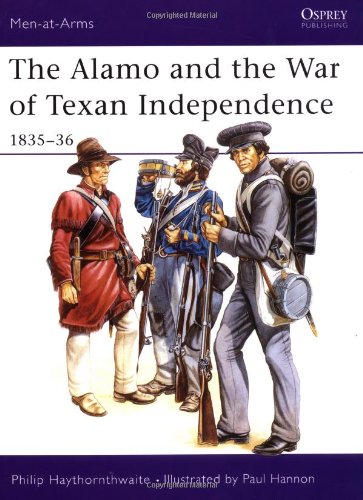 Men-at-Arms
OSPREY
PUBLISHING
The Alamo and the War
of Texan Independence
1835–36
Copyrighted Material
Copyrighted Material
Philip Haythornthwaite • Illustrated by Paul Hannon